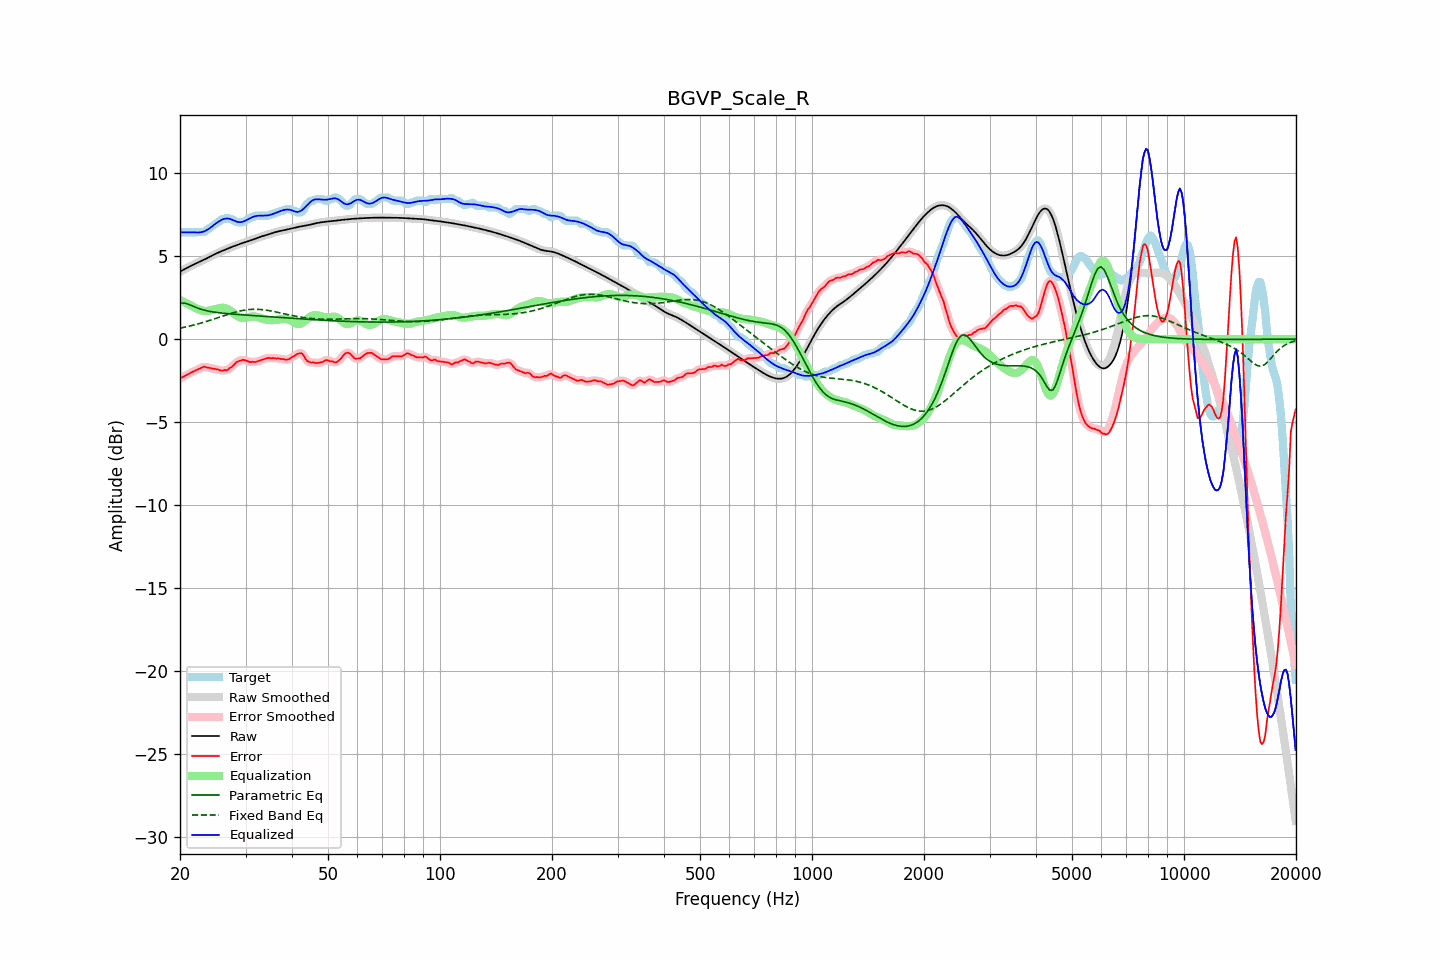 BGVP_Scale_R
Amplitude (dBr)
10
5
0
−5
−10
−15
−20
−25
−30
Target
Raw Smoothed
Error Smoothed
Raw
Error
Equalization
Parametric Eq
Fixed Band Eq
Equalized
20 50 100 200 500 1000 2000 5000 10000 20000
Frequency (Hz)